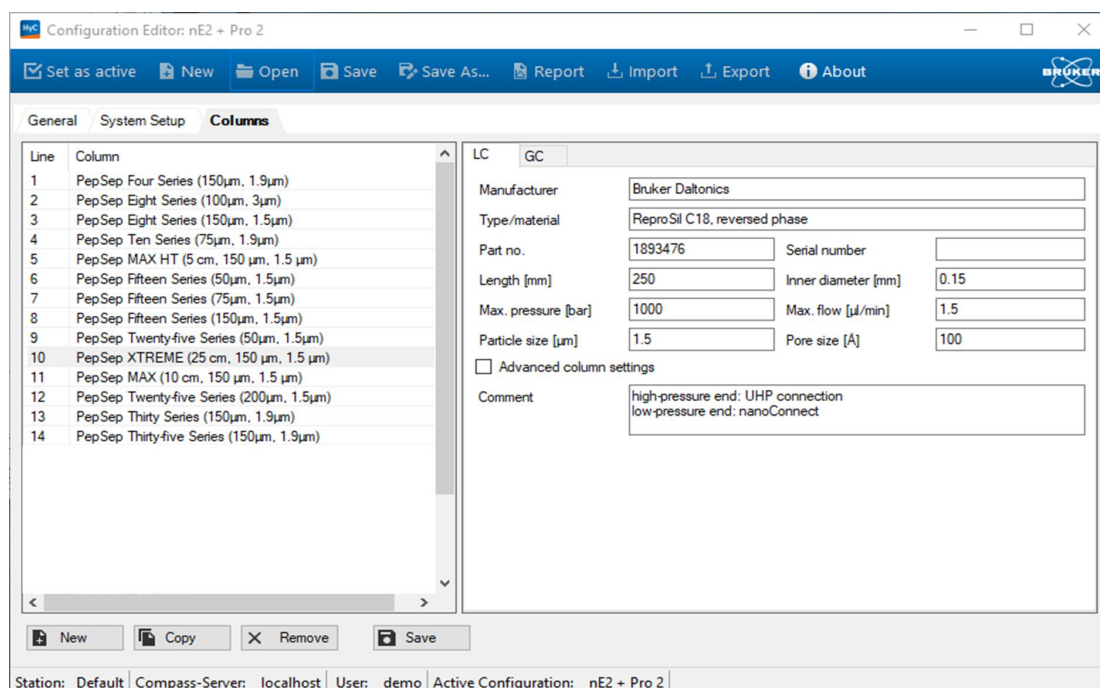 HyC Configuration Editor: nE2 + Pro 2
Set as active New Open Save Save As... Report Import Export About BRUKER
General System Setup Columns
Line Column
1 PepSep Four Series (150µm, 1.9µm)
2 PepSep Eight Series (100µm, 3µm)
3 PepSep Eight Series (150µm, 1.5µm)
4 PepSep Ten Series (75µm, 1.9µm)
5 PepSep MAX HT (5 cm, 150 µm, 1.5 µm)
6 PepSep Fifteen Series (50µm, 1.5µm)
7 PepSep Fifteen Series (75µm, 1.5µm)
8 PepSep Fifteen Series (150µm, 1.5µm)
9 PepSep Twenty-five Series (50µm, 1.5µm)
10 PepSep XTREME (25 cm, 150 µm, 1.5 µm)
11 PepSep MAX (10 cm, 150 µm, 1.5 µm)
12 PepSep Twenty-five Series (200µm, 1.5µm)
13 PepSep Thirty Series (150µm, 1.9µm)
14 PepSep Thirty-five Series (150µm, 1.9µm)
LC GC
Manufacturer Bruker Daltonics
Type/material ReproSil C18, reversed phase
Part no. 1893476 Serial number
Length [mm] 250 Inner diameter [mm] 0.15
Max. pressure [bar] 1000 Max. flow [µl/min] 1.5
Particle size [µm] 1.5 Pore size [Å] 100
Advanced column settings
Comment high-pressure end: UHP connection
low-pressure end: nanoConnect
New Copy Remove Save
Station: Default Compass-Server: localhost User: demo Active Configuration: nE2 + Pro 2